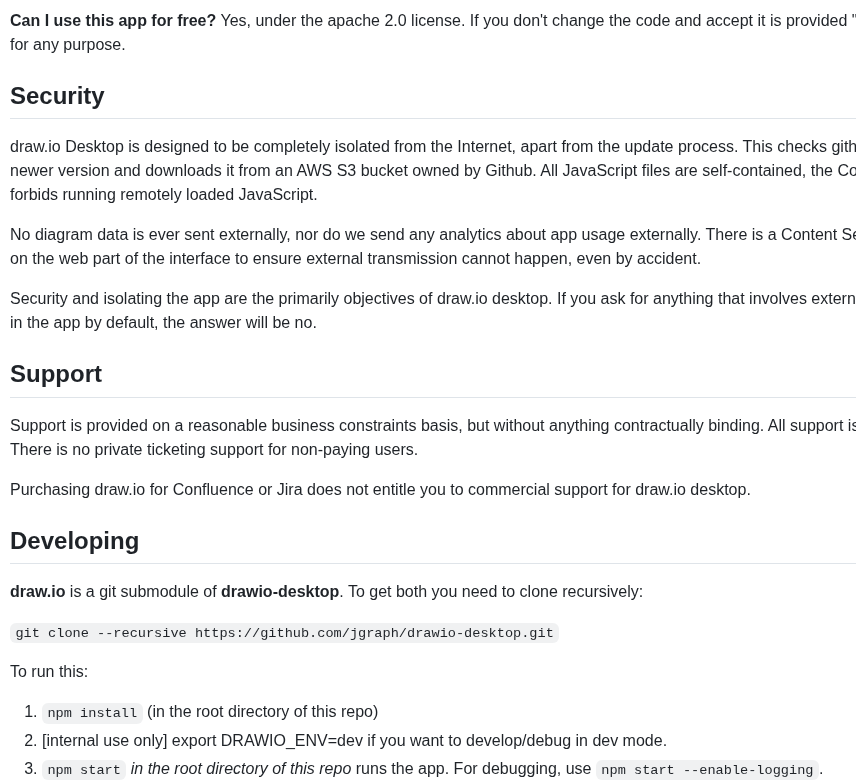 Can I use this app for free? Yes, under the apache 2.0 license. If you don't change the code and accept it is provided "
for any purpose.
Security
draw.io Desktop is designed to be completely isolated from the Internet, apart from the update process. This checks gith
newer version and downloads it from an AWS S3 bucket owned by Github. All JavaScript files are self-contained, the Co
forbids running remotely loaded JavaScript.
No diagram data is ever sent externally, nor do we send any analytics about app usage externally. There is a Content Se
on the web part of the interface to ensure external transmission cannot happen, even by accident.
Security and isolating the app are the primarily objectives of draw.io desktop. If you ask for anything that involves extern
in the app by default, the answer will be no.
Support
Support is provided on a reasonable business constraints basis, but without anything contractually binding. All support is
There is no private ticketing support for non-paying users.
Purchasing draw.io for Confluence or Jira does not entitle you to commercial support for draw.io desktop.
Developing
draw.io is a git submodule of drawio-desktop. To get both you need to clone recursively:
git clone --recursive https://github.com/jgraph/drawio-desktop.git
To run this:
1. npm install (in the root directory of this repo)
2. [internal use only] export DRAWIO_ENV=dev if you want to develop/debug in dev mode.
3. npm start in the root directory of this repo runs the app. For debugging, use npm start --enable-logging.